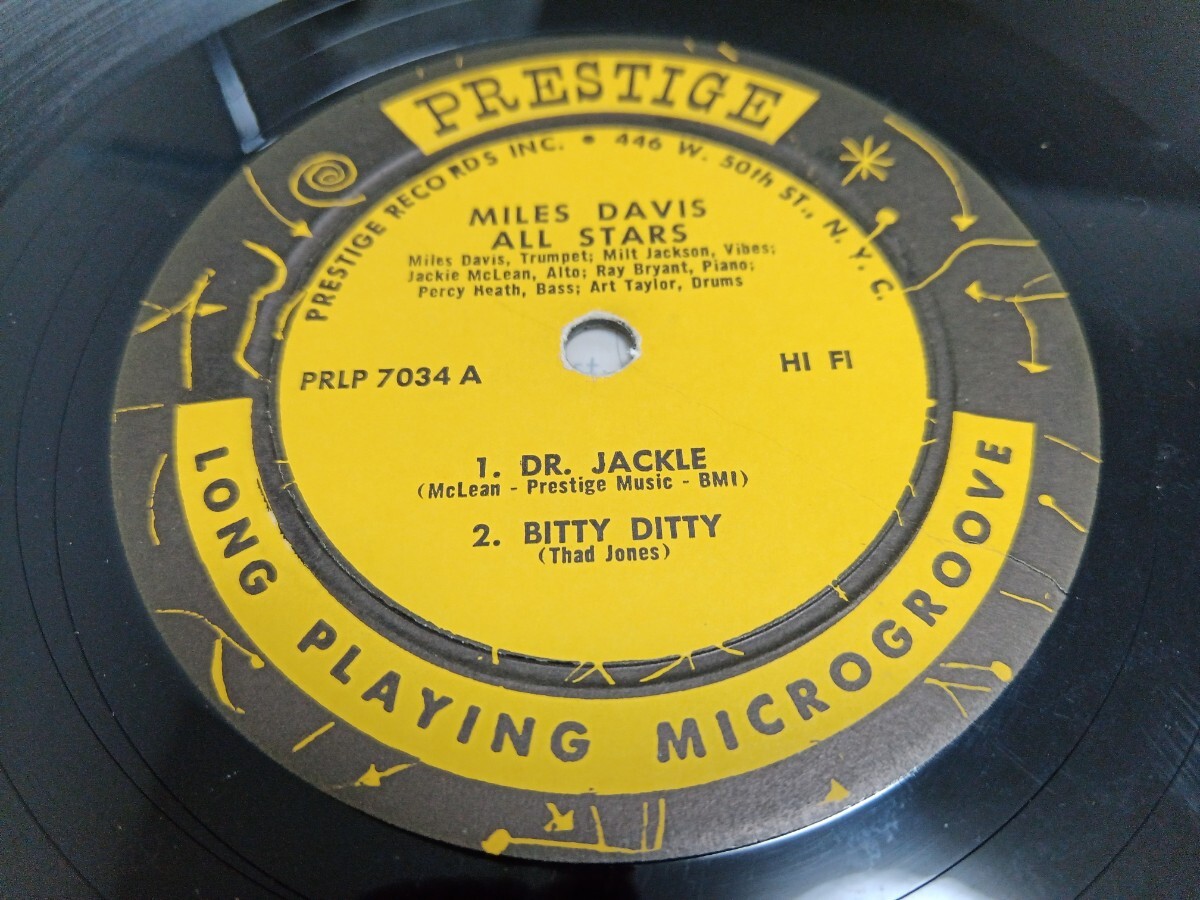 PRESTIGE
PRESTIGE RECORDS INC. • 446 W. 50th ST., N. Y. C.
MILES DAVIS
ALL STARS
Miles Davis, Trumpet; Milt Jackson, Vibes;
Jackie McLean, Alto; Ray Bryant, Piano;
Percy Heath, Bass; Art Taylor, Drums
PRLP 7034 A
HI FI
1. DR. JACKLE
(McLean - Prestige Music - BMI)
2. BITTY DITTY
(Thad Jones)
LONG PLAYING MICROGROOVE